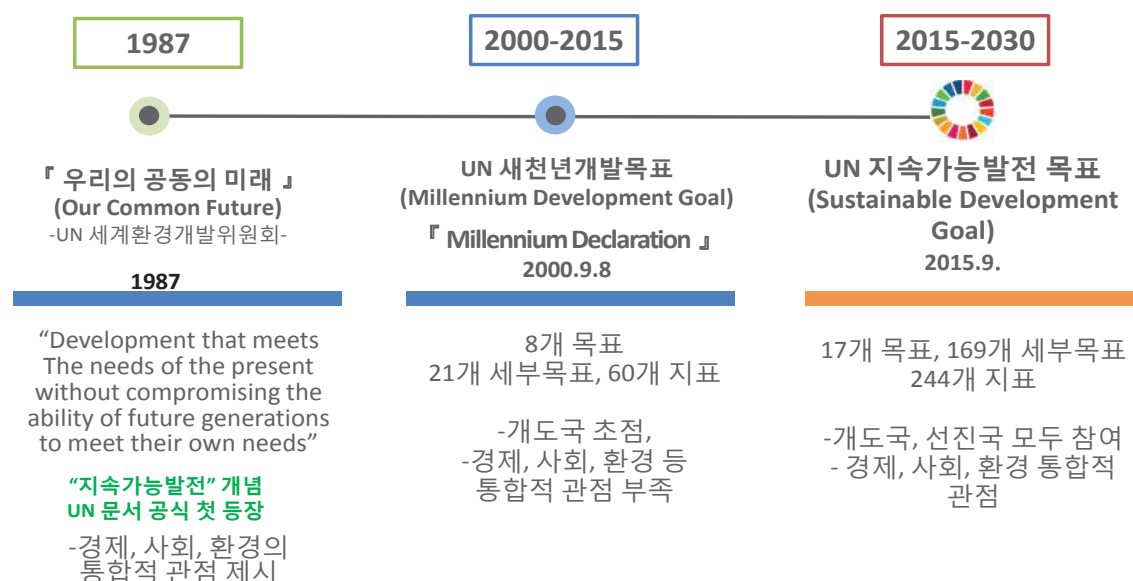 1987
2000-2015
2015-2030
『 우리의 공동의 미래 』
(Our Common Future)
-UN 세계환경개발위원회-
1987
“Development that meets
The needs of the present
without compromising the
ability of future generations
to meet their own needs”
“지속가능발전” 개념
UN 문서 공식 첫 등장
-경제, 사회, 환경의
통합적 관점 제시
UN 새천년개발목표
(Millennium Development Goal)
『 Millennium Declaration 』
2000.9.8
8개 목표
21개 세부목표, 60개 지표
-개도국 초점,
-경제, 사회, 환경 등
통합적 관점 부족
UN 지속가능발전 목표
(Sustainable Development
Goal)
2015.9.
17개 목표, 169개 세부목표
244개 지표
-개도국, 선진국 모두 참여
- 경제, 사회, 환경 통합적
관점